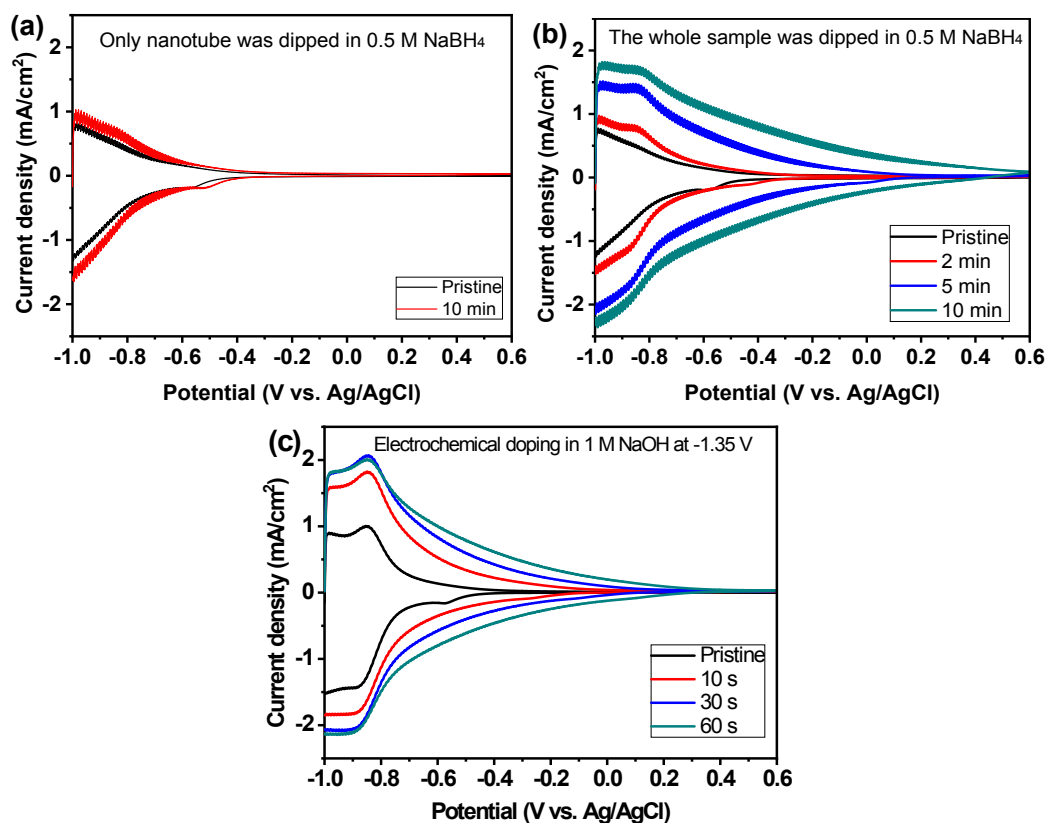 (a)
Only nanotube was dipped in 0.5 M NaBH4
Current density (mA/cm2)
2
1
0
-1
-2
Pristine
10 min
-1.0 -0.8 -0.6 -0.4 -0.2 0.0 0.2 0.4 0.6
Potential (V vs. Ag/AgCl)
(b)
The whole sample was dipped in 0.5 M NaBH4
Currrent density (mA/cm2)
2
1
0
-1
-2
Pristine
2 min
5 min
10 min
-1.0 -0.8 -0.6 -0.4 -0.2 0.0 0.2 0.4 0.6
Potential (V vs. Ag/AgCl)
(c)
Electrochemical doping in 1 M NaOH at -1.35 V
Current density (mA/cm2)
2
1
0
-1
-2
Pristine
10 s
30 s
60 s
-1.0 -0.8 -0.6 -0.4 -0.2 0.0 0.2 0.4 0.6
Potential (V vs. Ag/AgCl)